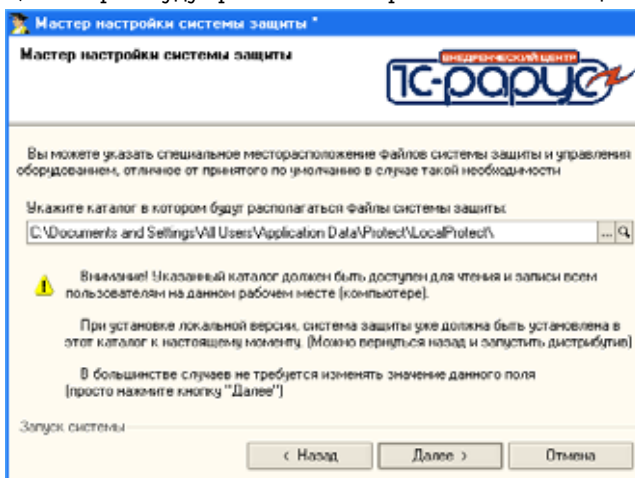 Мастер настройки системы защиты *
Мастер настройки системы защиты
ВНЕДРЕНЧЕСКИЙ ЦЕНТР
1С-рарус
Вы можете указать специальное месторасположение файлов системы защиты и управления
оборудованием, отличное от принятого по умолчанию в случае такой необходимости
Укажите каталог в котором будут располагаться файлы системы защиты:
C:\Documents and Settings\All Users\Application Data\Protect\LocalProtect\
...
Внимание! Указанный каталог должен быть доступен для чтения и записи всем
пользователям на данном рабочем месте (компьютере).
При установке локальной версии, система защиты уже должна быть установлена в
этот каталог к настоящему моменту. (Можно вернуться назад и запустить дистрибутив)
В большинстве случаев не требуется изменять значение данного поля
(просто нажмите кнопку "Далее")
Запуск системы
< Назад
Далее >
Отмена